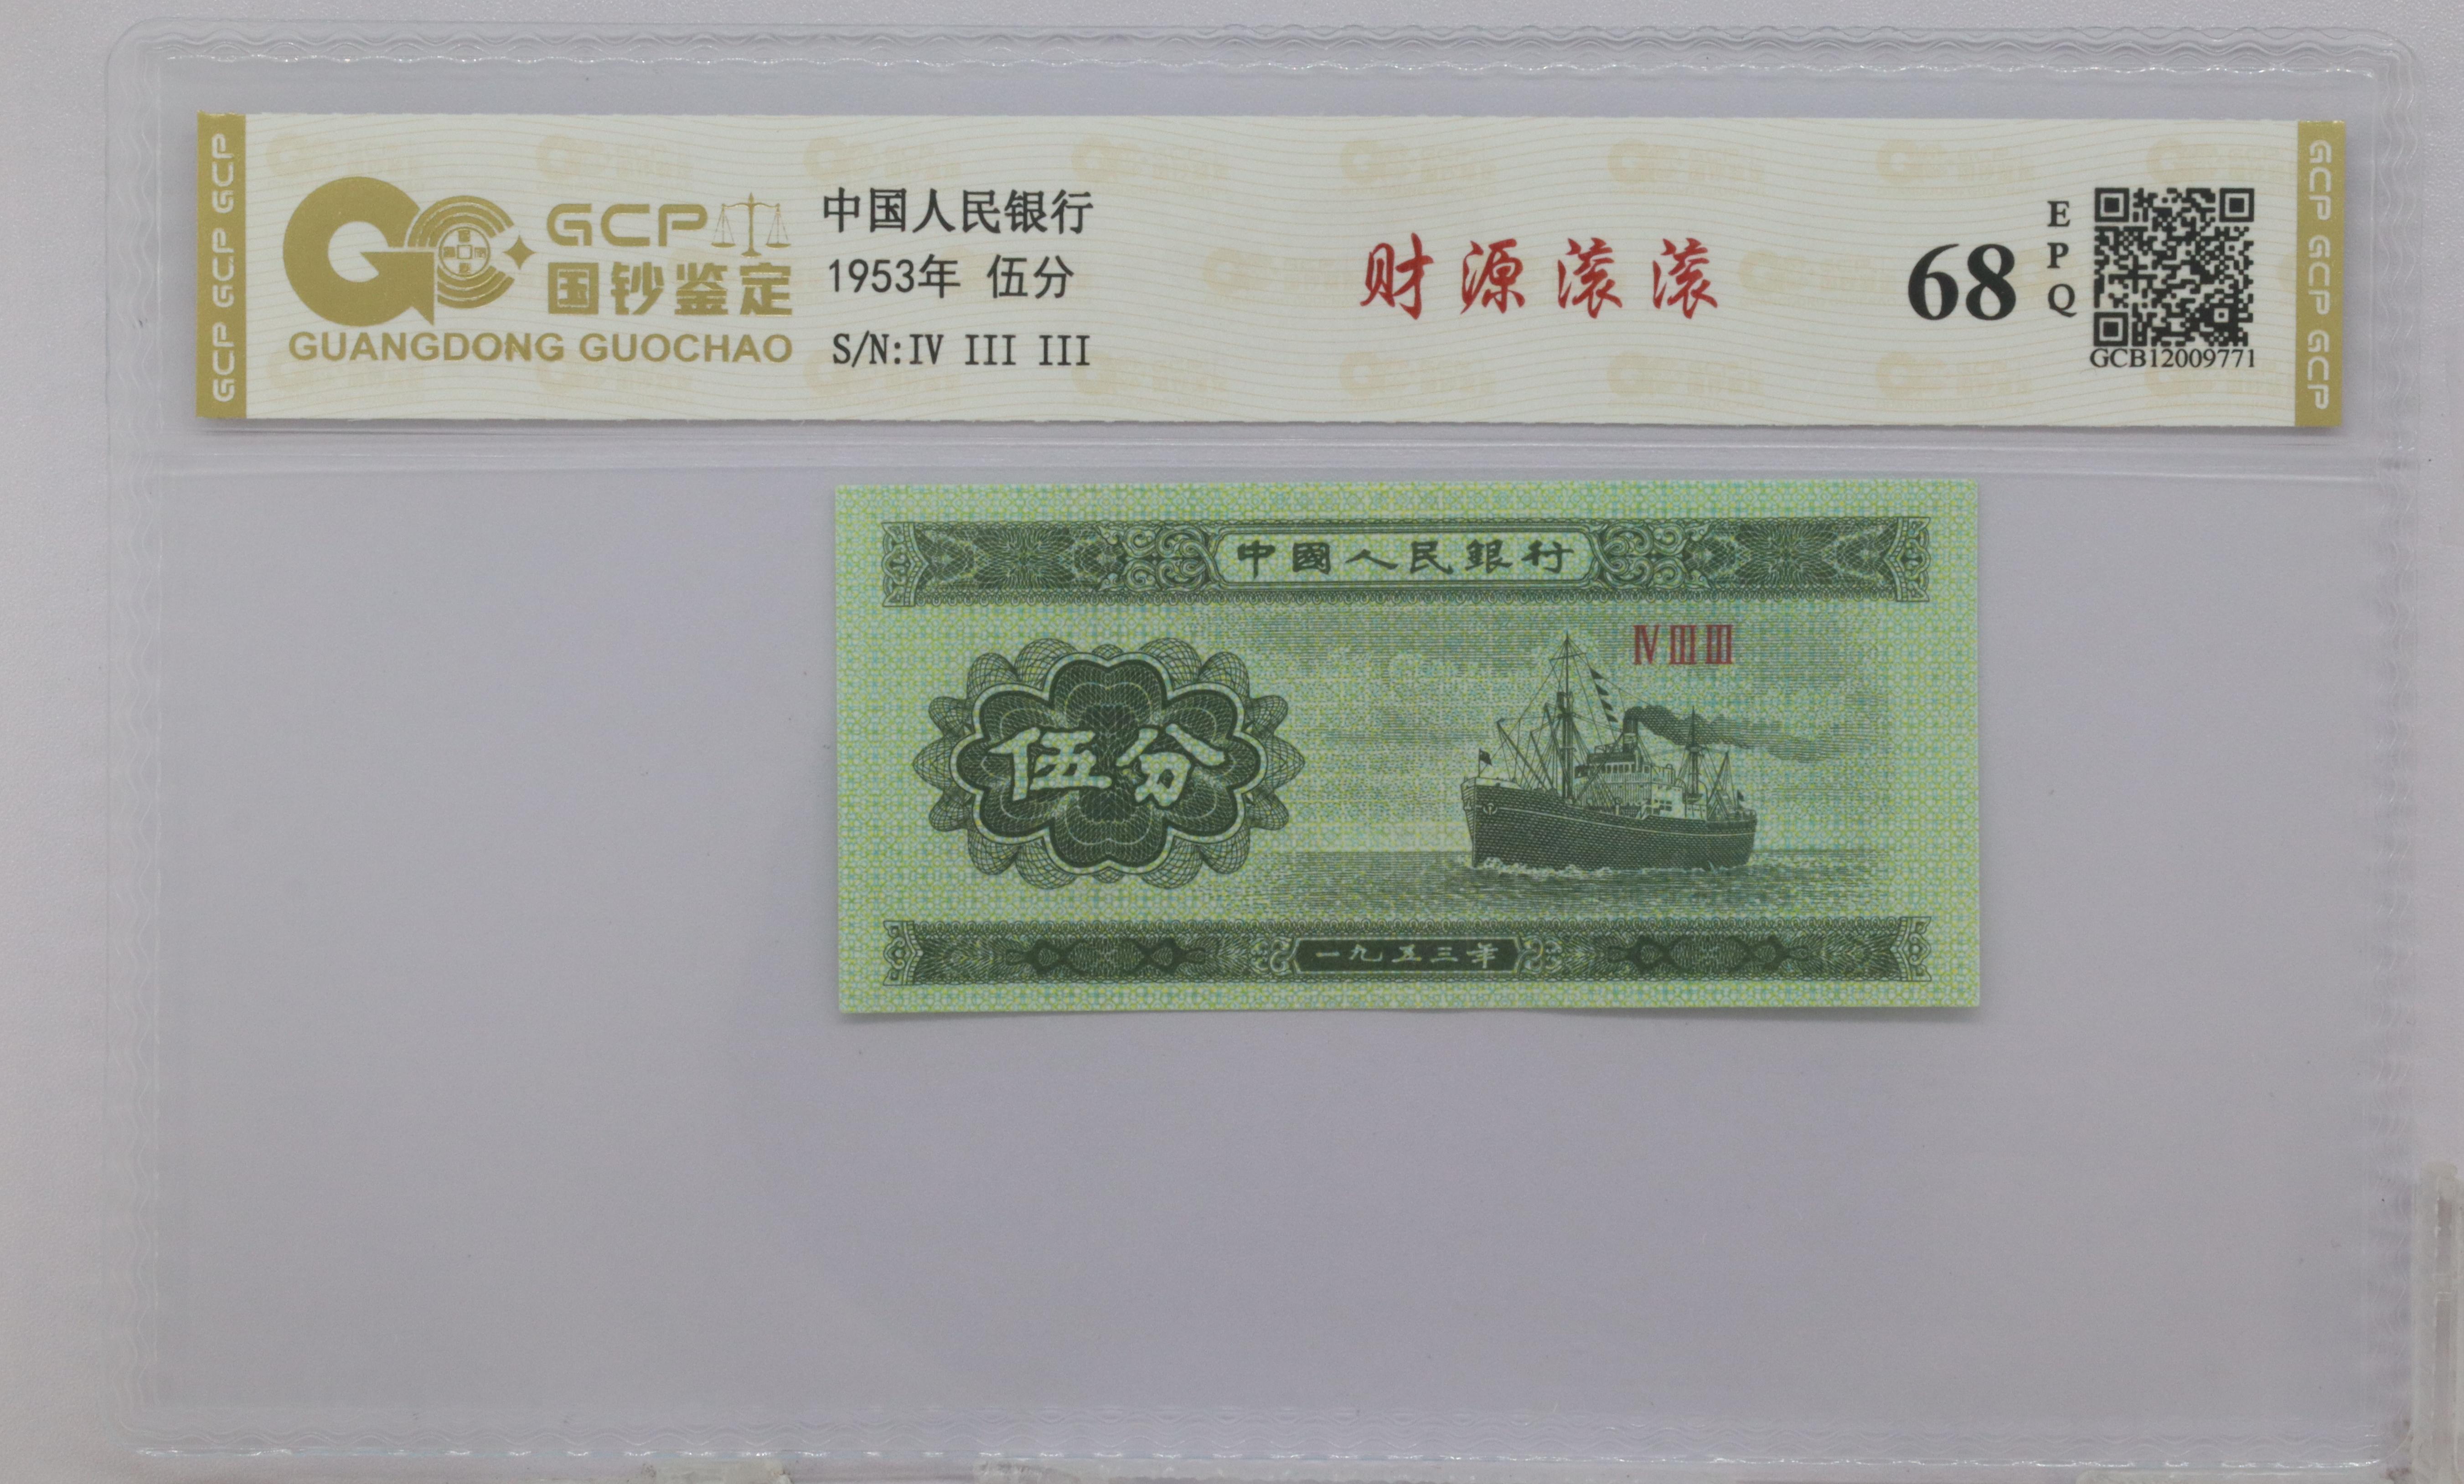 GCP GCP GCP
GCP
国钞鉴定
GUANGDONG GUOCHAO
中国人民银行
1953年 伍分
S/N:IV III III
财源滚滚
68
E
P
Q
GCB12009771
GCP GCP GCP
中國人民銀行
Ⅳ Ⅲ Ⅲ
伍分
一九五三年